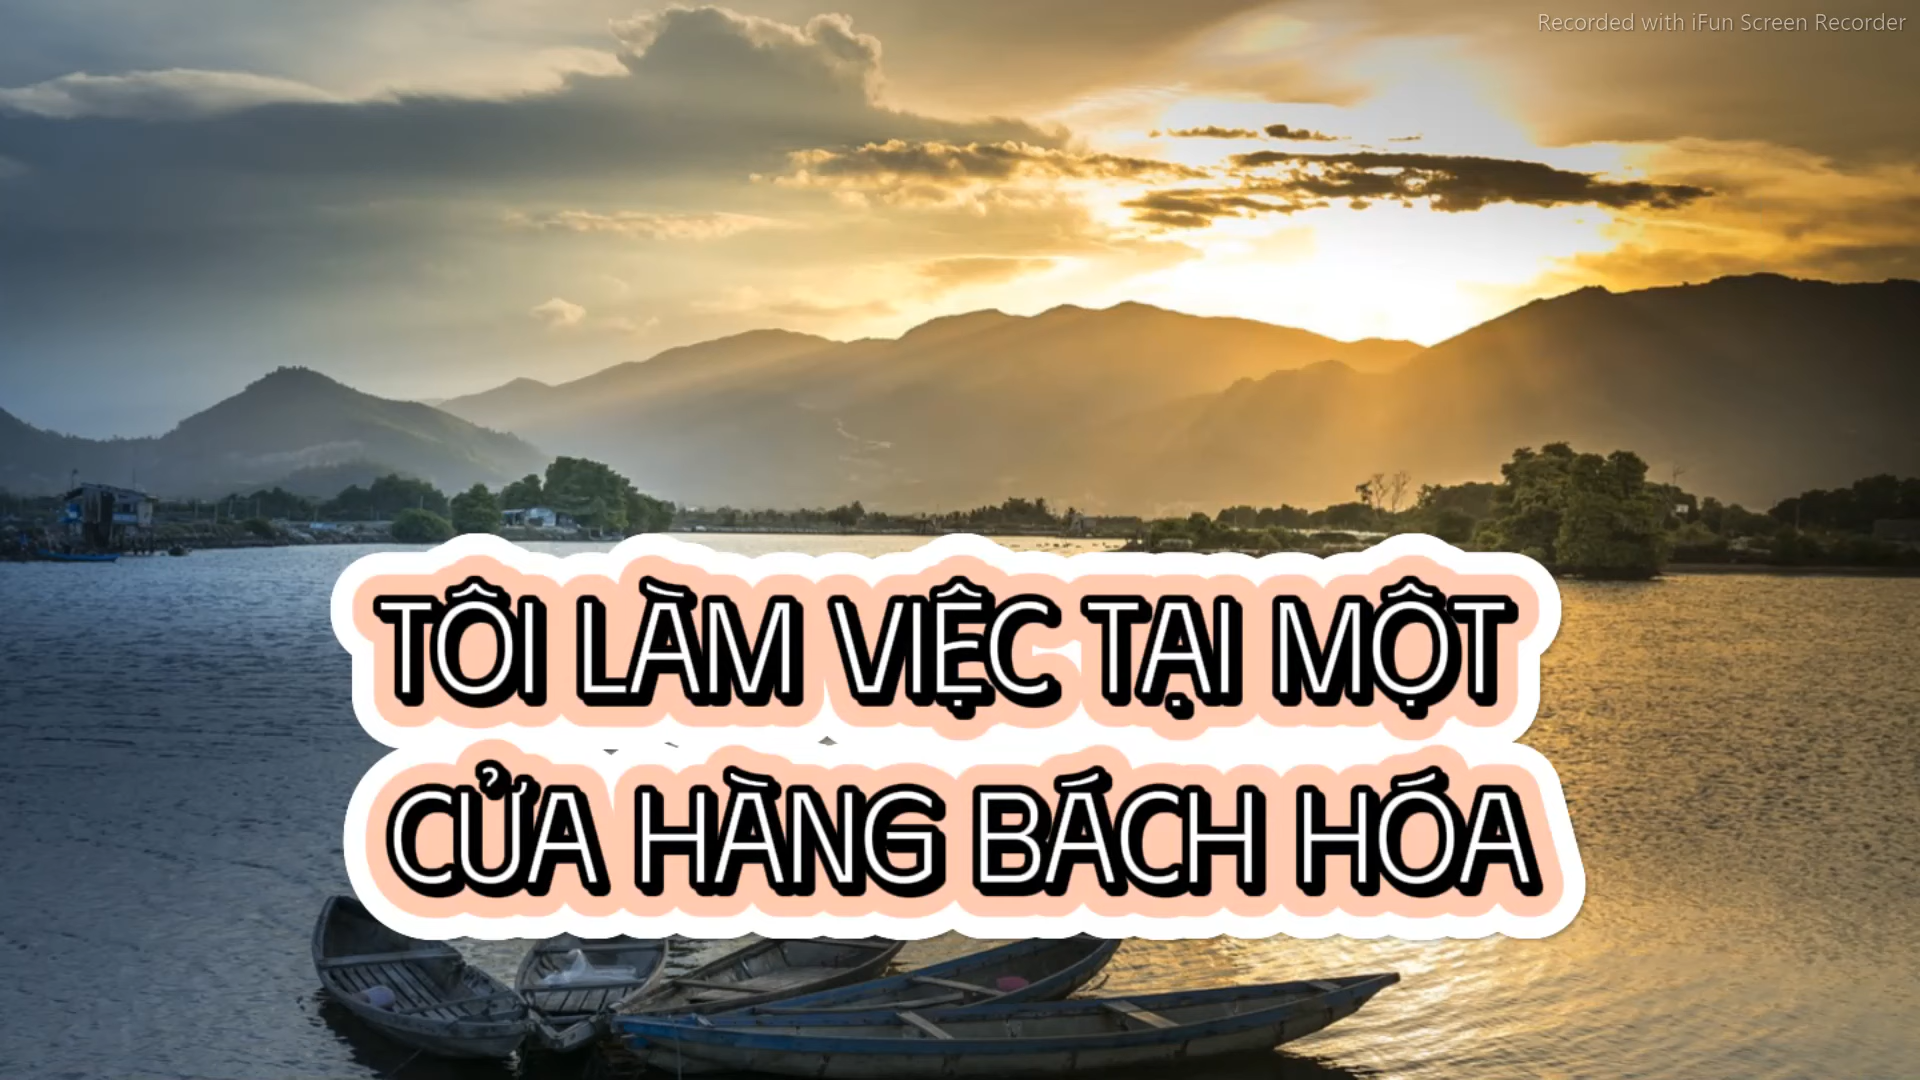 Recorded with iFun Screen Recorder
TÔI LÀM VIỆC TẠI MỘT
CỬA HÀNG BÁCH HÓA